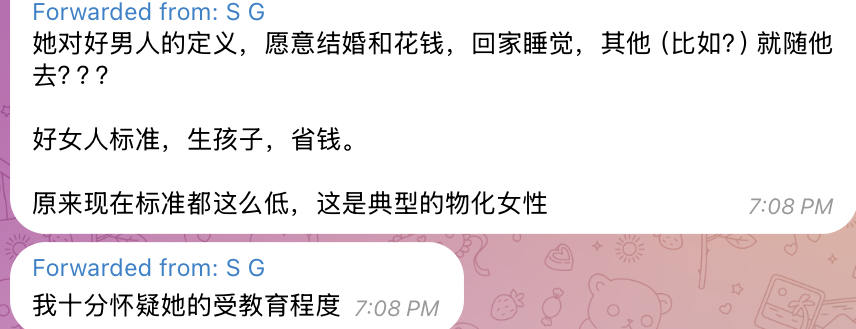 Forwarded from: S G
她对好男人的定义，愿意结婚和花钱，回家睡觉，其他（比如?）就随他
去? ? ?
好女人标准，生孩子，省钱。
原来现在标准都这么低，这是典型的物化女性
7:08 PM
Forwarded from: S G
我十分怀疑她的受教育程度 7:08 PM